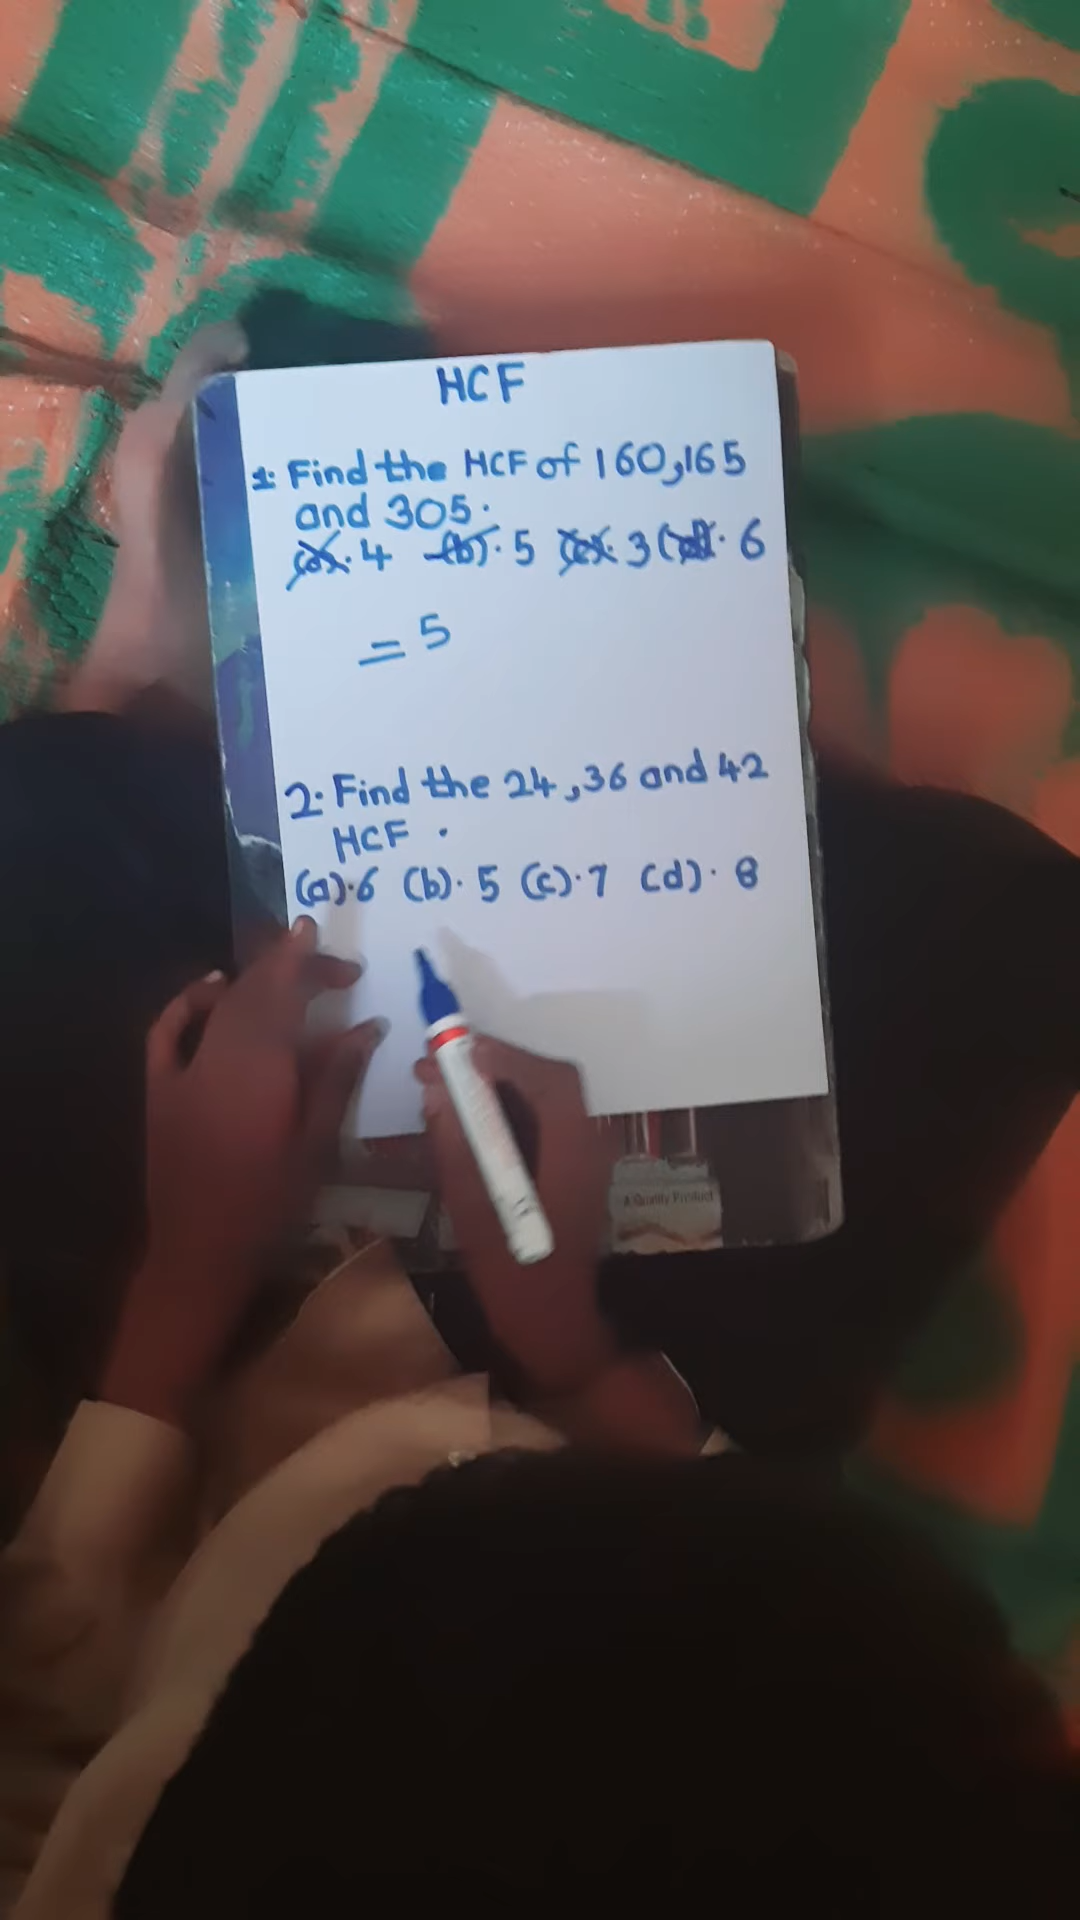 HCF
1. Find the HCF of 160,165
and 305.
(a). 4 (b). 5 (c). 3 (d). 6
= 5
2. Find the 24,36 and 42
HCF .
(a).6 (b). 5 (c).7 (d). 8
A Quality Product